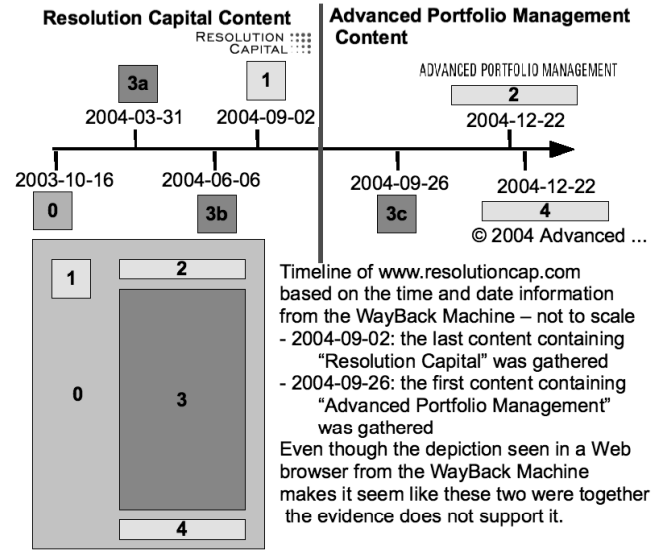 Resolution Capital Content
Advanced Portfolio Management
Content
RESOLUTION
CAPITAL
3a
1
ADVANCED PORTFOLIO MANAGEMENT
2
2004-03-31
2004-09-02
2004-12-22
2003-10-16
2004-06-06
2004-09-26
2004-12-22
0
3b
3c
4
© 2004 Advanced ...
1
2
0
3
4
Timeline of www.resolutioncap.com
based on the time and date information
from the WayBack Machine – not to scale
- 2004-09-02: the last content containing
“Resolution Capital” was gathered
- 2004-09-26: the first content containing
“Advanced Portfolio Management”
was gathered
Even though the depiction seen in a Web
browser from the WayBack Machine
makes it seem like these two were together
the evidence does not support it.